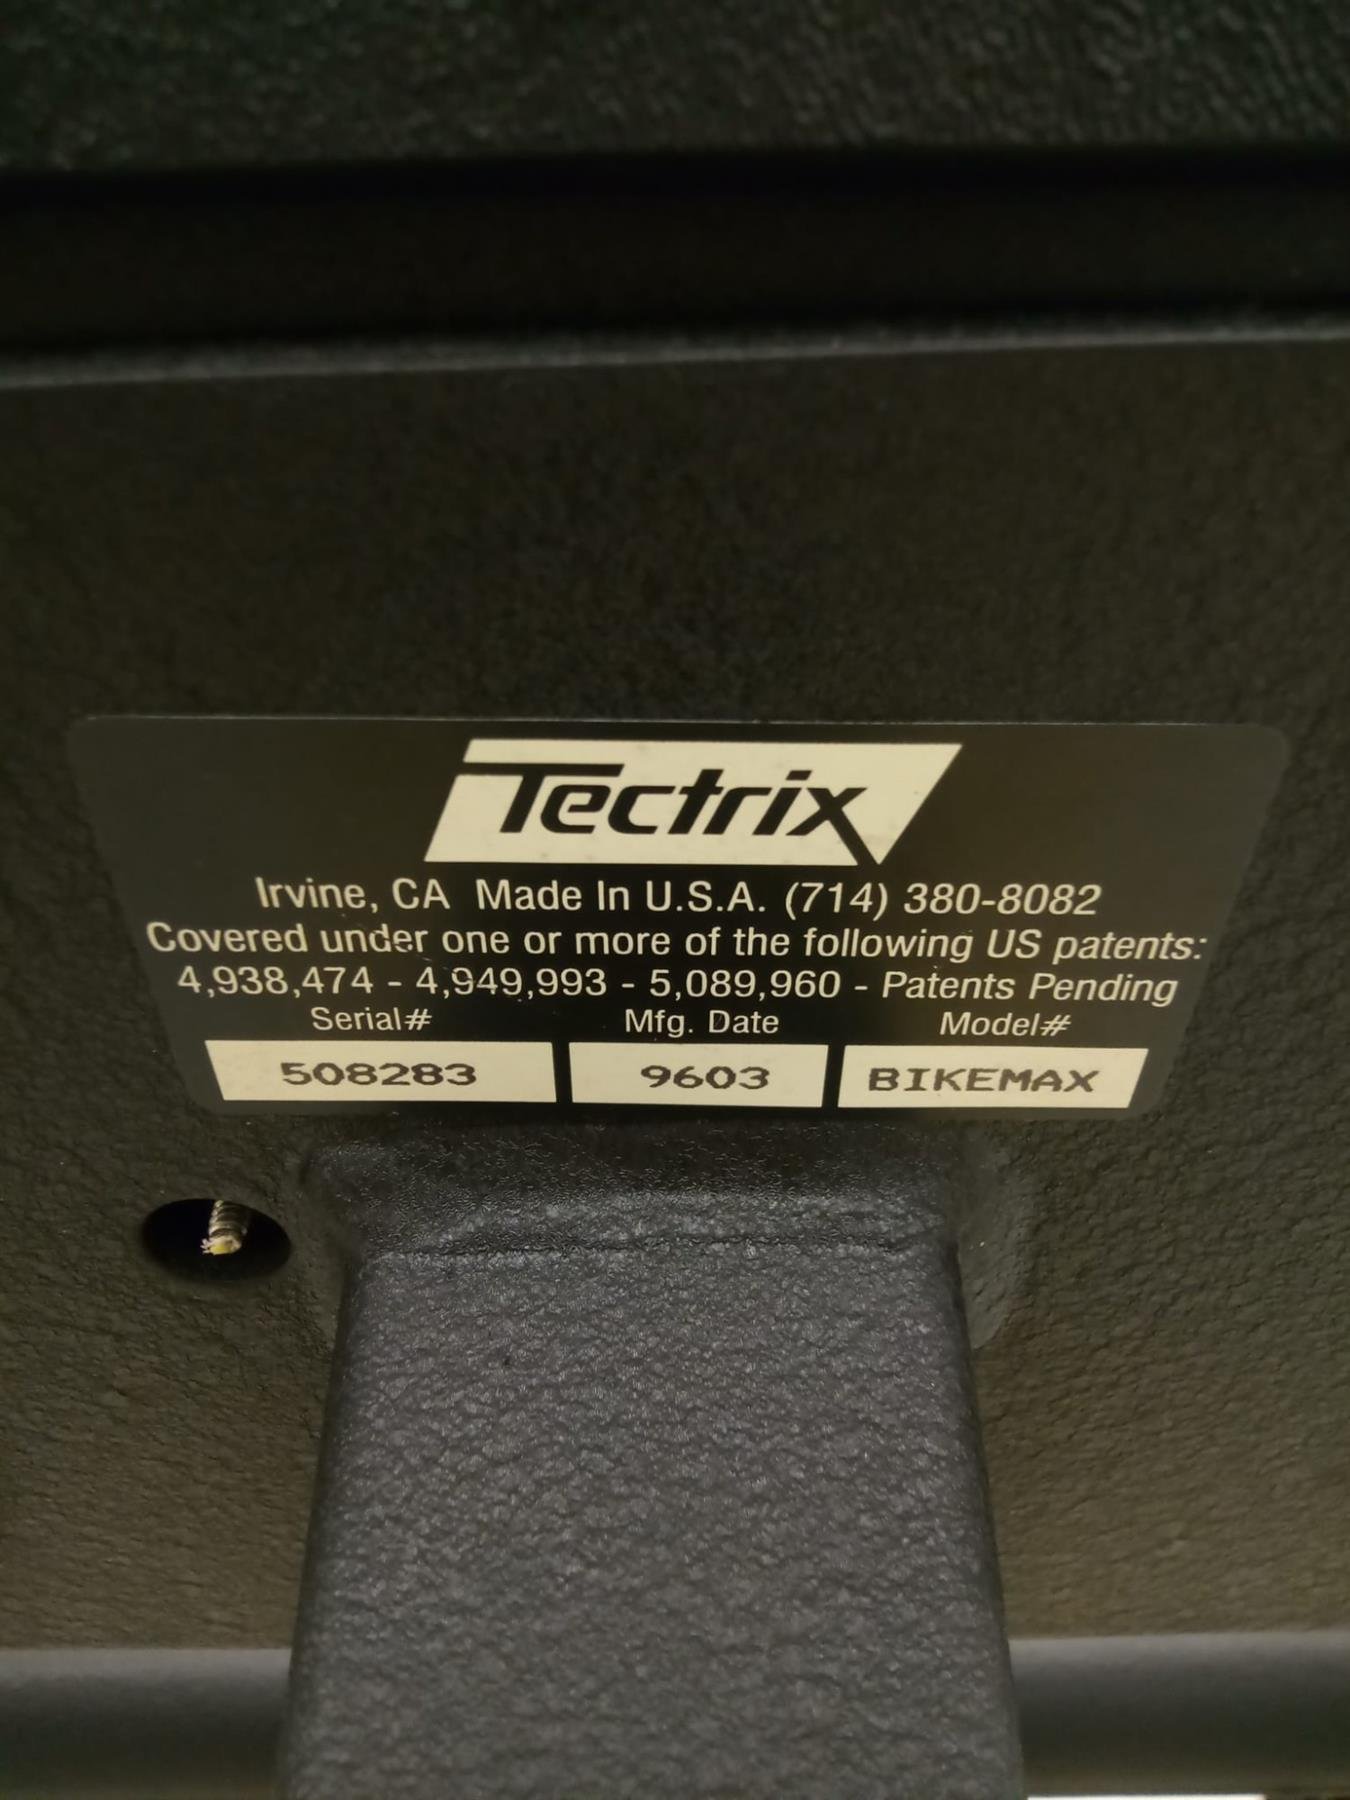 Tectrix
Irvine, CA Made In U.S.A. (714) 380-8082
Covered under one or more of the following US patents:
4,938,474 - 4,949,993 - 5,089,960 - Patents Pending
Serial# Mfg. Date Model#
508283 9603 BIKEMAX